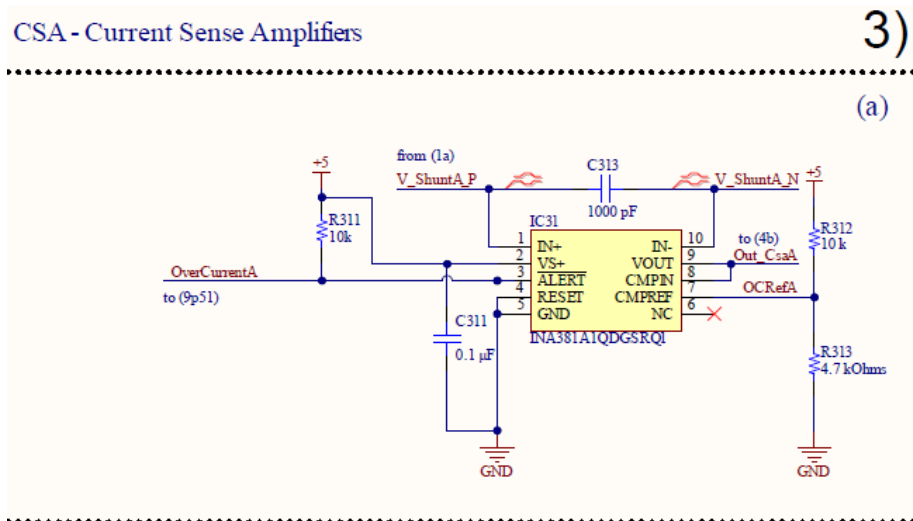 CSA - Current Sense Amplifiers
3)
(a)
+5
from (1a)
V_ShuntA_P
C313
1000 pF
V_ShuntA_N
+5
R311
10k
IC31
R312
10 k
1 IN+
IN- 10
2 VS+
VOUT 9
3 ALERT
CMPIN 8
4 RESET
CMPREF 7
5 GND
NC 6
to (4b)
Out_CsaA
OCRefA
OverCurrentA
to (9p51)
C311
0.1 µF
INA381A1QDGSRQ1
R313
4.7 kOhms
GND
GND